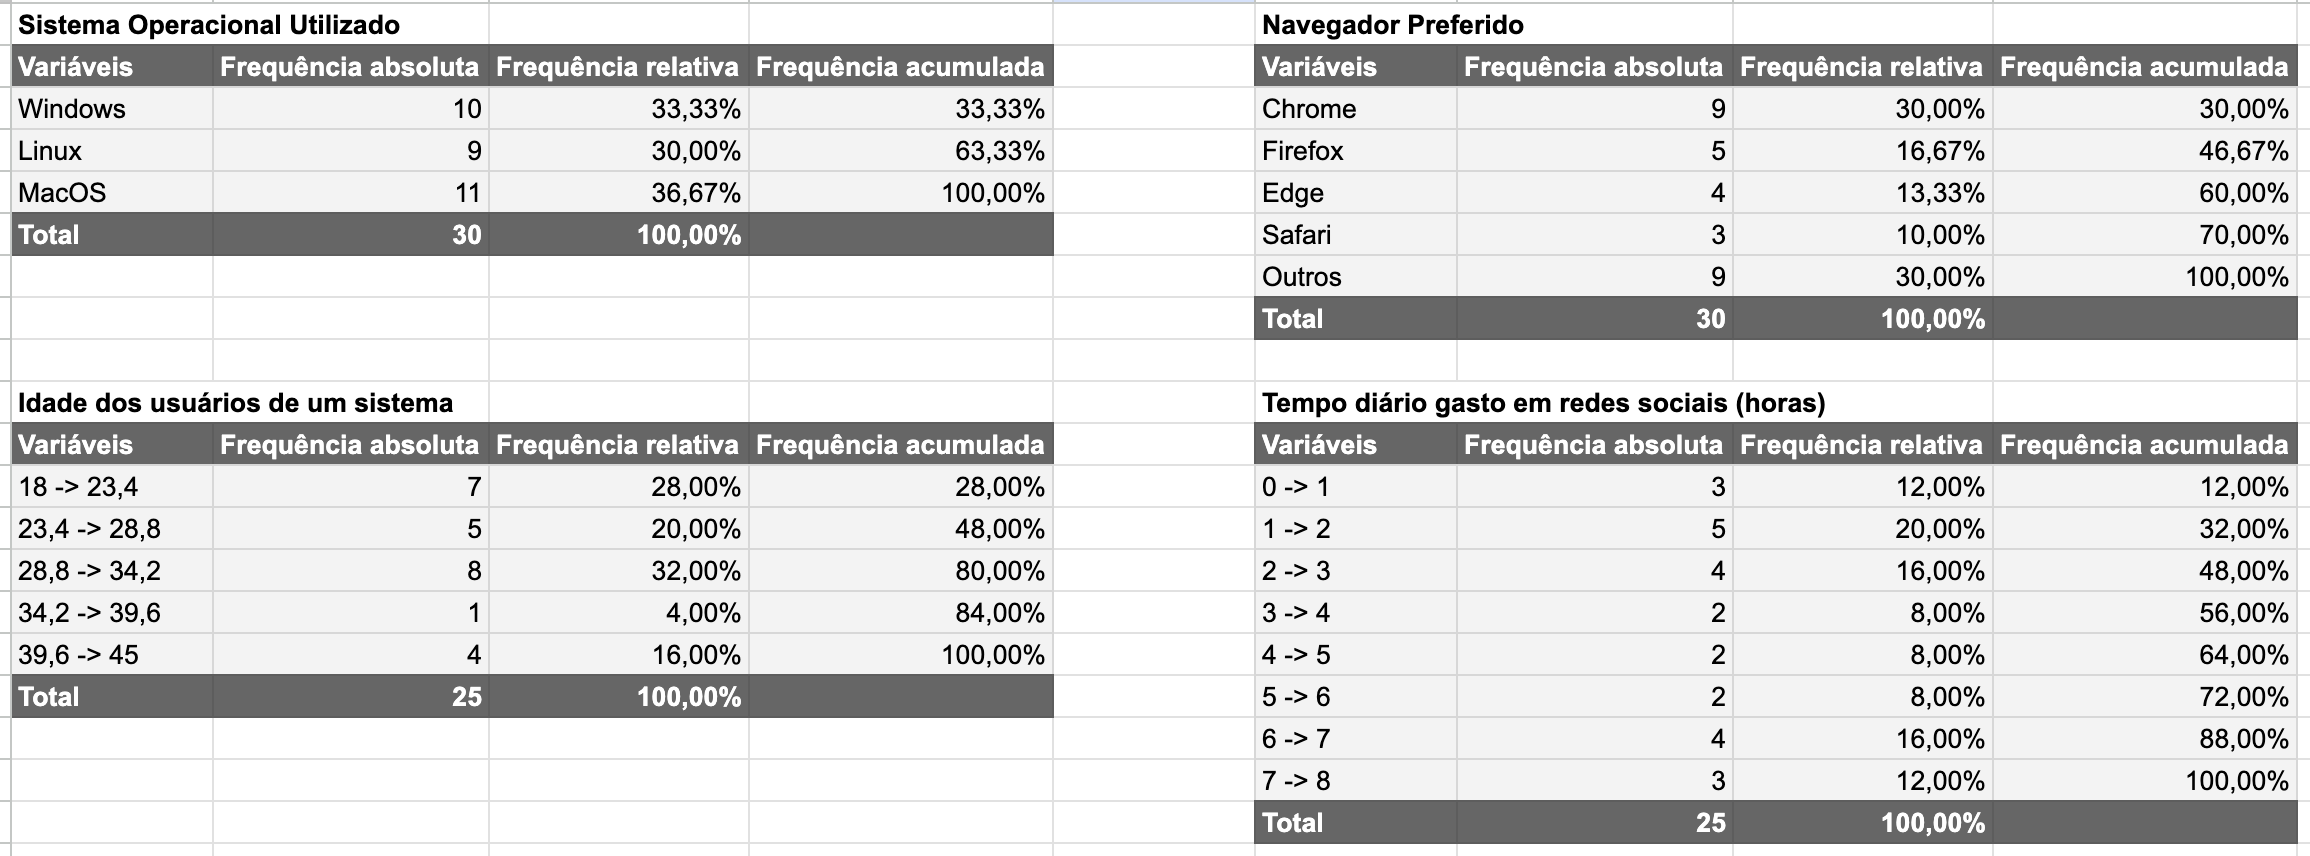 Sistema Operacional Utilizado
Variáveis Frequência absoluta Frequência relativa Frequência acumulada
Windows 10 33,33% 33,33%
Linux 9 30,00% 63,33%
MacOS 11 36,67% 100,00%
Total 30 100,00%
Navegador Preferido
Variáveis Frequência absoluta Frequência relativa Frequência acumulada
Chrome 9 30,00% 30,00%
Firefox 5 16,67% 46,67%
Edge 4 13,33% 60,00%
Safari 3 10,00% 70,00%
Outros 9 30,00% 100,00%
Total 30 100,00%
Idade dos usuários de um sistema
Variáveis Frequência absoluta Frequência relativa Frequência acumulada
18 -> 23,4 7 28,00% 28,00%
23,4 -> 28,8 5 20,00% 48,00%
28,8 -> 34,2 8 32,00% 80,00%
34,2 -> 39,6 1 4,00% 84,00%
39,6 -> 45 4 16,00% 100,00%
Total 25 100,00%
Tempo diário gasto em redes sociais (horas)
Variáveis Frequência absoluta Frequência relativa Frequência acumulada
0 -> 1 3 12,00% 12,00%
1 -> 2 5 20,00% 32,00%
2 -> 3 4 16,00% 48,00%
3 -> 4 2 8,00% 56,00%
4 -> 5 2 8,00% 64,00%
5 -> 6 2 8,00% 72,00%
6 -> 7 4 16,00% 88,00%
7 -> 8 3 12,00% 100,00%
Total 25 100,00%